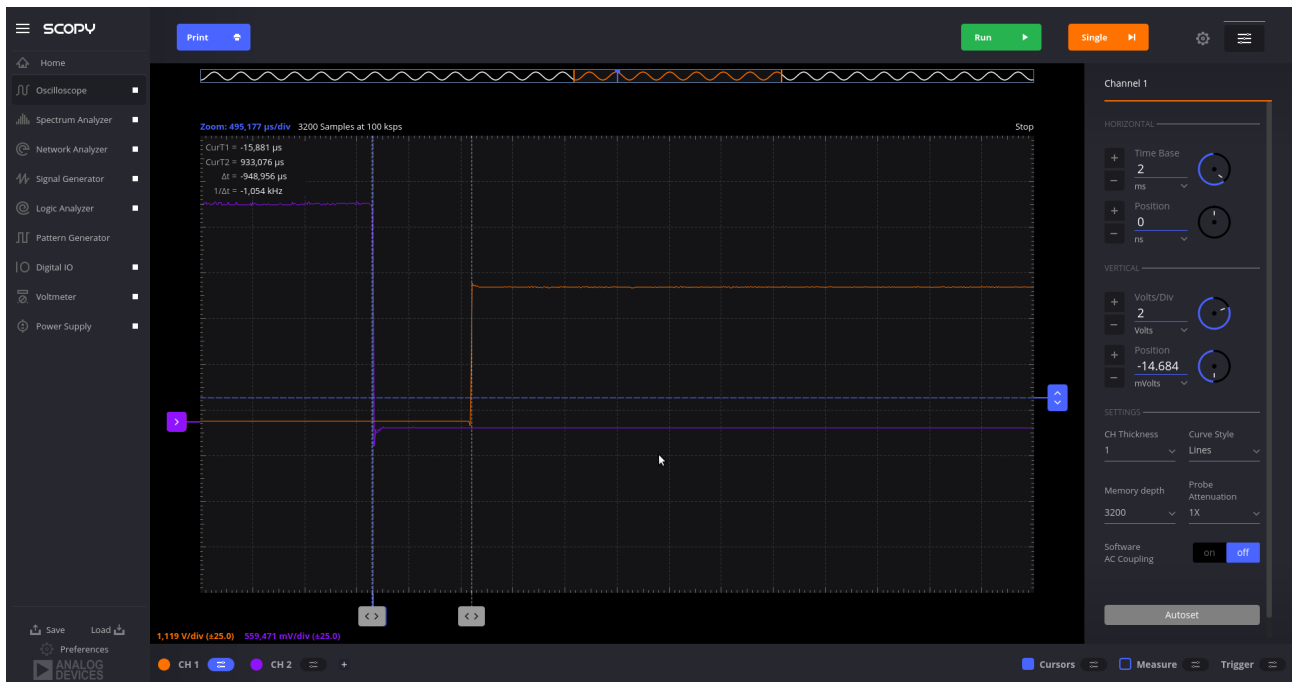 SCOPY
Print
Run
Single
Home
Oscilloscope
Spectrum Analyzer
Network Analyzer
Signal Generator
Logic Analyzer
Pattern Generator
Digital IO
Voltmeter
Power Supply
Save Load
Preferences
ANALOG
DEVICES
Zoom: 495,177 µs/div 3200 Samples at 100 ksps Stop
CurT1 = -15,881 µs
CurT2 = 933,076 µs
Δt = -948,956 µs
1/Δt = -1,054 kHz
1,119 V/div (±25.0) 559,471 mV/div (±25.0)
CH 1 CH 2 + Cursors Measure Trigger
Channel 1
HORIZONTAL
+ Time Base
2
− ms
+ Position
0
− ns
VERTICAL
+ Volts/Div
2
− Volts
+ Position
-14.684
− mVolts
SETTINGS
CH Thickness Curve Style
1 Lines
Memory depth Probe Attenuation
3200 1X
Software
AC Coupling on off
Autoset